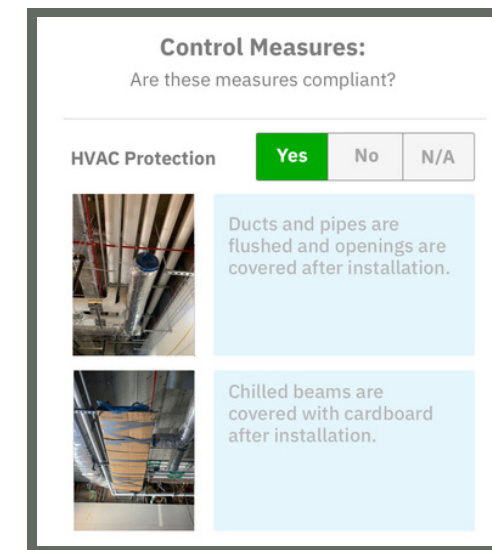 Control Measures:
Are these measures compliant?
HVAC Protection
Yes
No
N/A
Ducts and pipes are
flushed and openings are
covered after installation.
Chilled beams are
covered with cardboard
after installation.